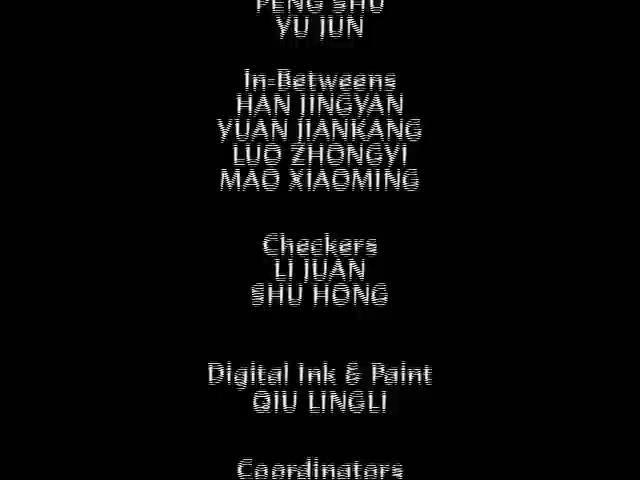 PENG SHU
YU JUN
In-Betweens
HAN JINGYAN
YUAN JIANKANG
LUO ZHONGYI
MAO XIAOMING
Checkers
LI JUAN
SHU HONG
Digital Ink & Paint
QIU LINGLI
Coordinators